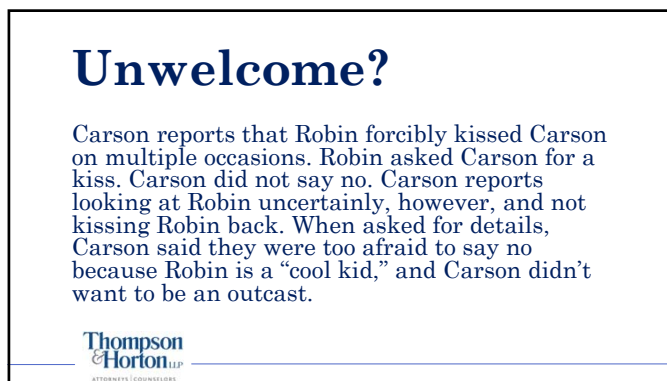 Unwelcome?
Carson reports that Robin forcibly kissed Carson
on multiple occasions. Robin asked Carson for a
kiss. Carson did not say no. Carson reports
looking at Robin uncertainly, however, and not
kissing Robin back. When asked for details,
Carson said they were too afraid to say no
because Robin is a “cool kid,” and Carson didn’t
want to be an outcast.
Thompson
&Horton LLP
ATTORNEYS | COUNSELORS